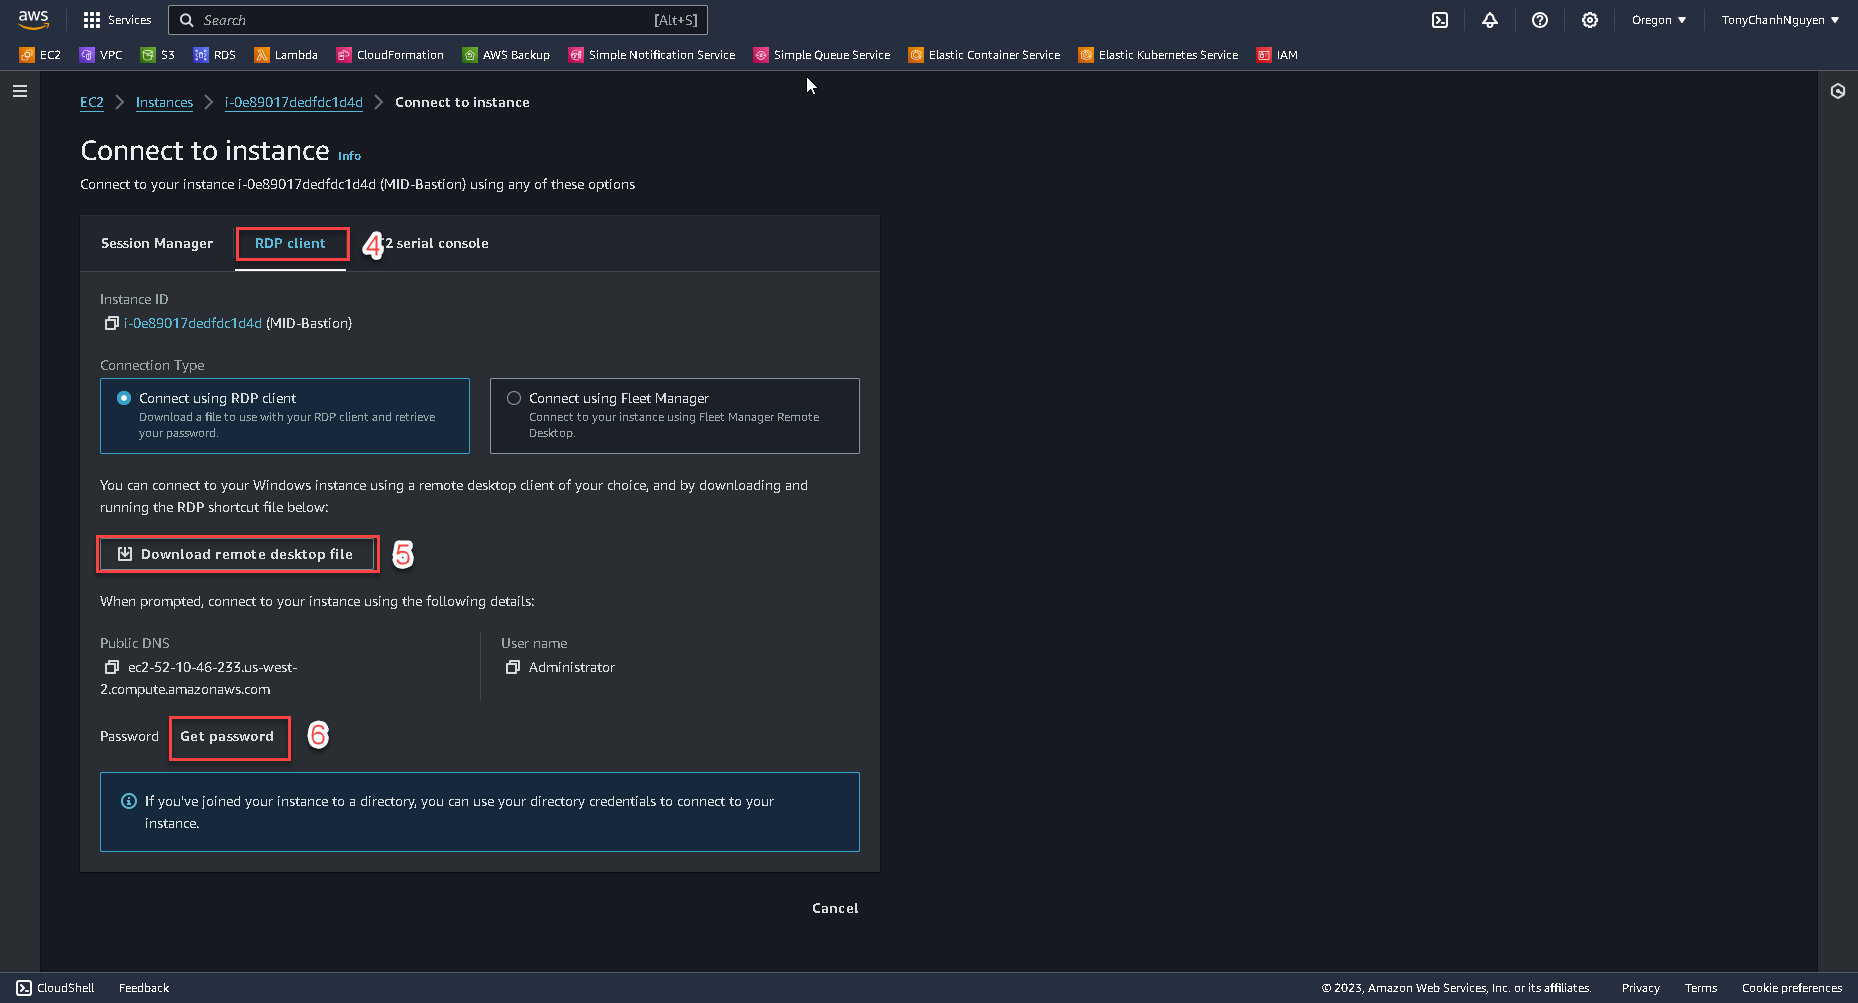 aws
Services
Search [Alt+S]
Oregon ▼
TonyChanhNguyen ▼
EC2 VPC S3 RDS Lambda CloudFormation AWS Backup Simple Notification Service Simple Queue Service Elastic Container Service Elastic Kubernetes Service IAM
EC2 > Instances > i-0e89017dedfdc1d4d > Connect to instance
Connect to instance Info
Connect to your instance i-0e89017dedfdc1d4d (MID-Bastion) using any of these options
Session Manager RDP client 4 2 serial console
Instance ID
i-0e89017dedfdc1d4d (MID-Bastion)
Connection Type
Connect using RDP client
Download a file to use with your RDP client and retrieve
your password.
Connect using Fleet Manager
Connect to your instance using Fleet Manager Remote
Desktop.
You can connect to your Windows instance using a remote desktop client of your choice, and by downloading and
running the RDP shortcut file below:
Download remote desktop file 5
When prompted, connect to your instance using the following details:
Public DNS
ec2-52-10-46-233.us-west-
2.compute.amazonaws.com
User name
Administrator
Password Get password 6
If you've joined your instance to a directory, you can use your directory credentials to connect to your
instance.
Cancel
CloudShell Feedback © 2023, Amazon Web Services, Inc. or its affiliates. Privacy Terms Cookie preferences